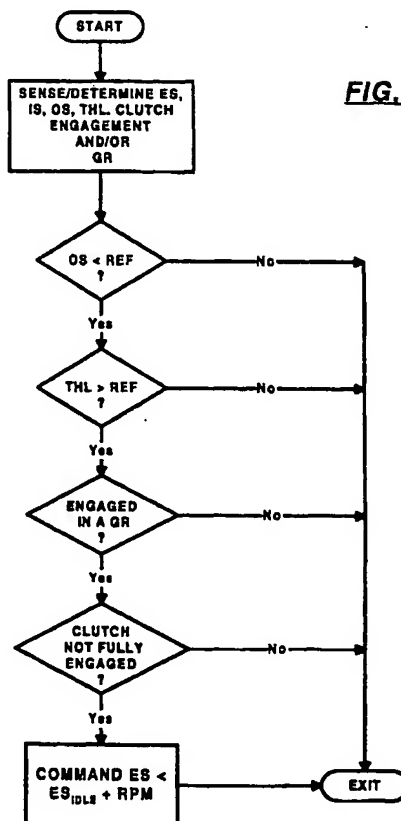 START
SENSE/DETERMINE ES,
IS, OS, THL. CLUTCH
ENGAGEMENT
AND/OR
GR
FIG.
OS < REF
?
No
Yes
THL > REF
?
No
Yes
ENGAGED
IN A GR
?
No
Yes
CLUTCH
NOT FULLY
ENGAGED
?
No
Yes
COMMAND ES <
ES_IDLE + RPM
EXIT